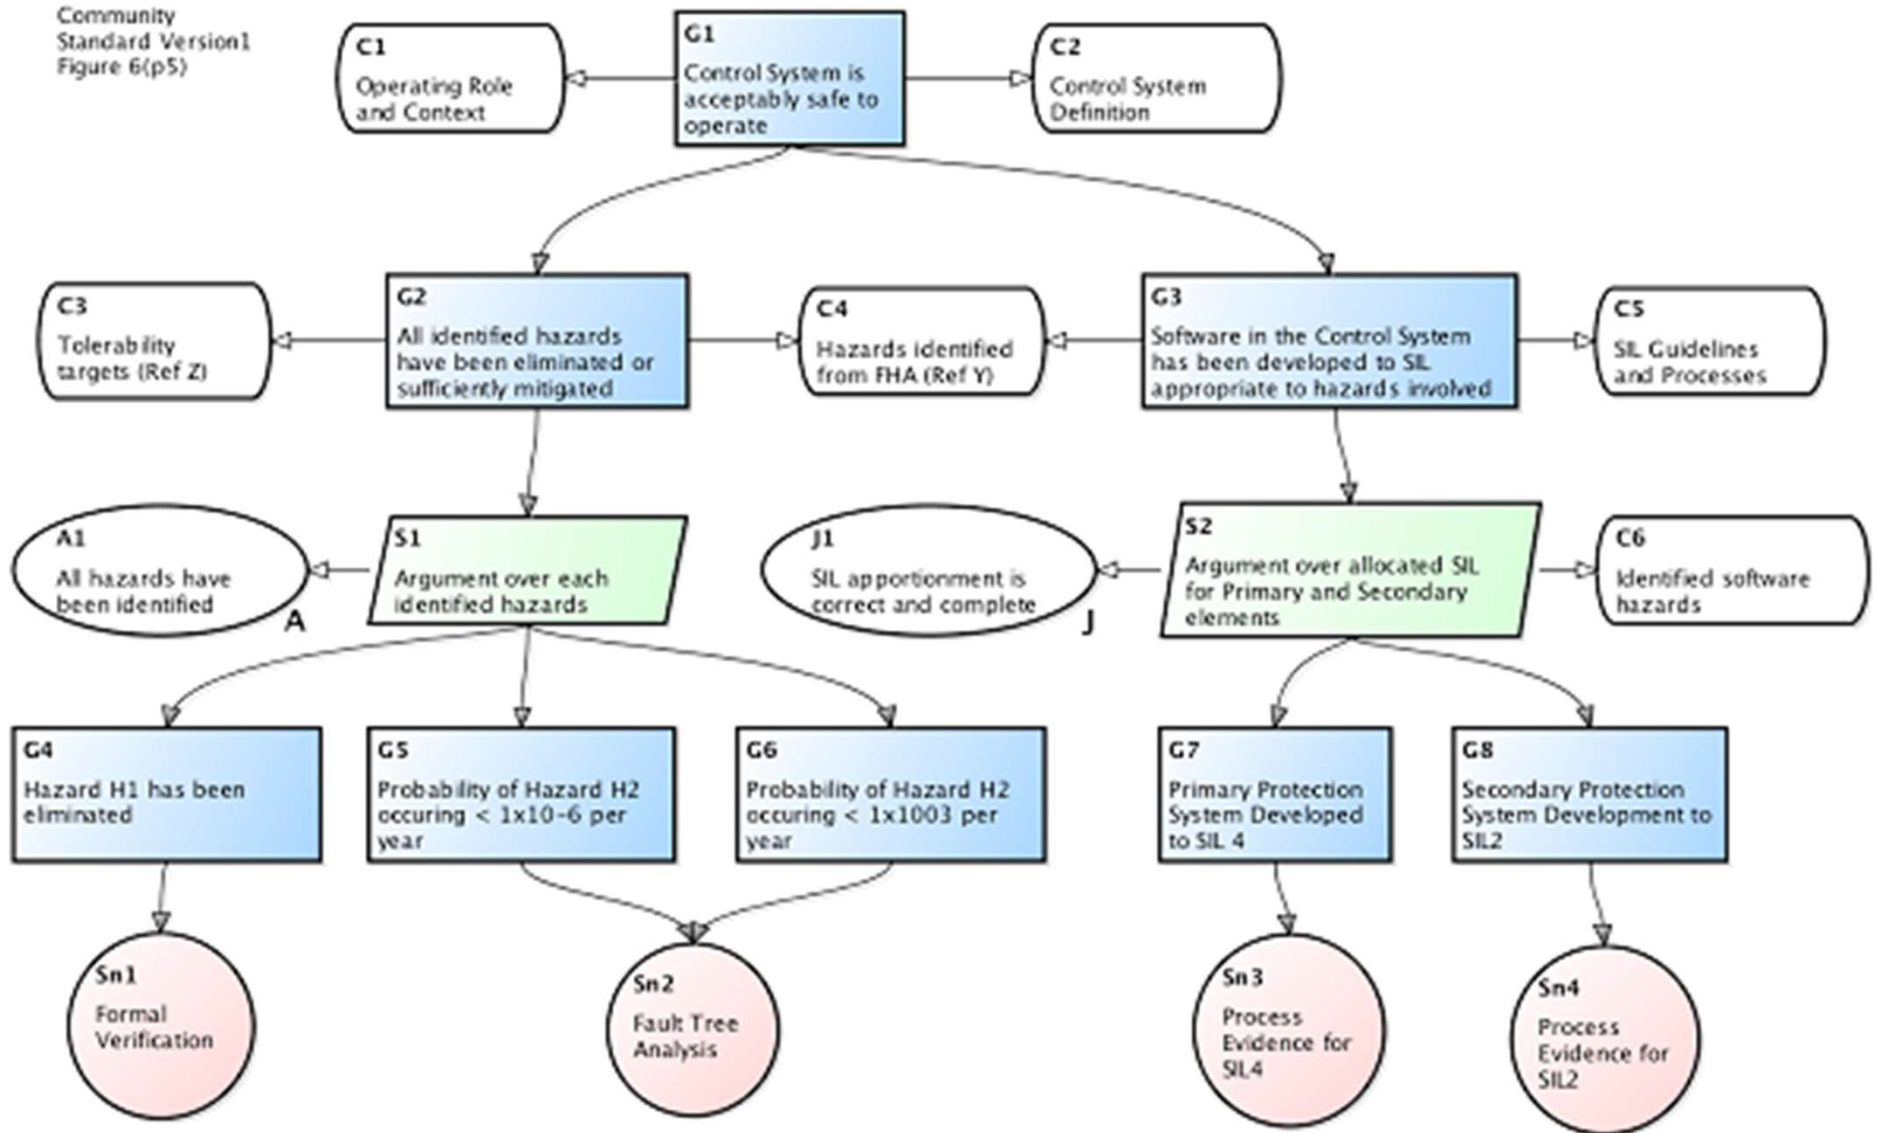 Community
Standard Version1
Figure 6(p5)
C1
Operating Role
and Context
G1
Control System is
acceptably safe to
operate
C2
Control System
Definition
C3
Tolerability
targets (Ref Z)
G2
All identified hazards
have been eliminated or
sufficiently mitigated
C4
Hazards identified
from FHA (Ref Y)
G3
Software in the Control System
has been developed to SIL
appropriate to hazards involved
C5
SIL Guidelines
and Processes
A1
All hazards have
been identified
A
S1
Argument over each
identified hazards
J1
SIL apportionment is
correct and complete
J
S2
Argument over allocated SIL
for Primary and Secondary
elements
C6
Identified software
hazards
G4
Hazard H1 has been
eliminated
G5
Probability of Hazard H2
occuring < 1x10-6 per
year
G6
Probability of Hazard H2
occuring < 1x1003 per
year
G7
Primary Protection
System Developed
to SIL 4
G8
Secondary Protection
System Development to
SIL2
Sn1
Formal
Verification
Sn2
Fault Tree
Analysis
Sn3
Process
Evidence for
SIL4
Sn4
Process
Evidence for
SIL2